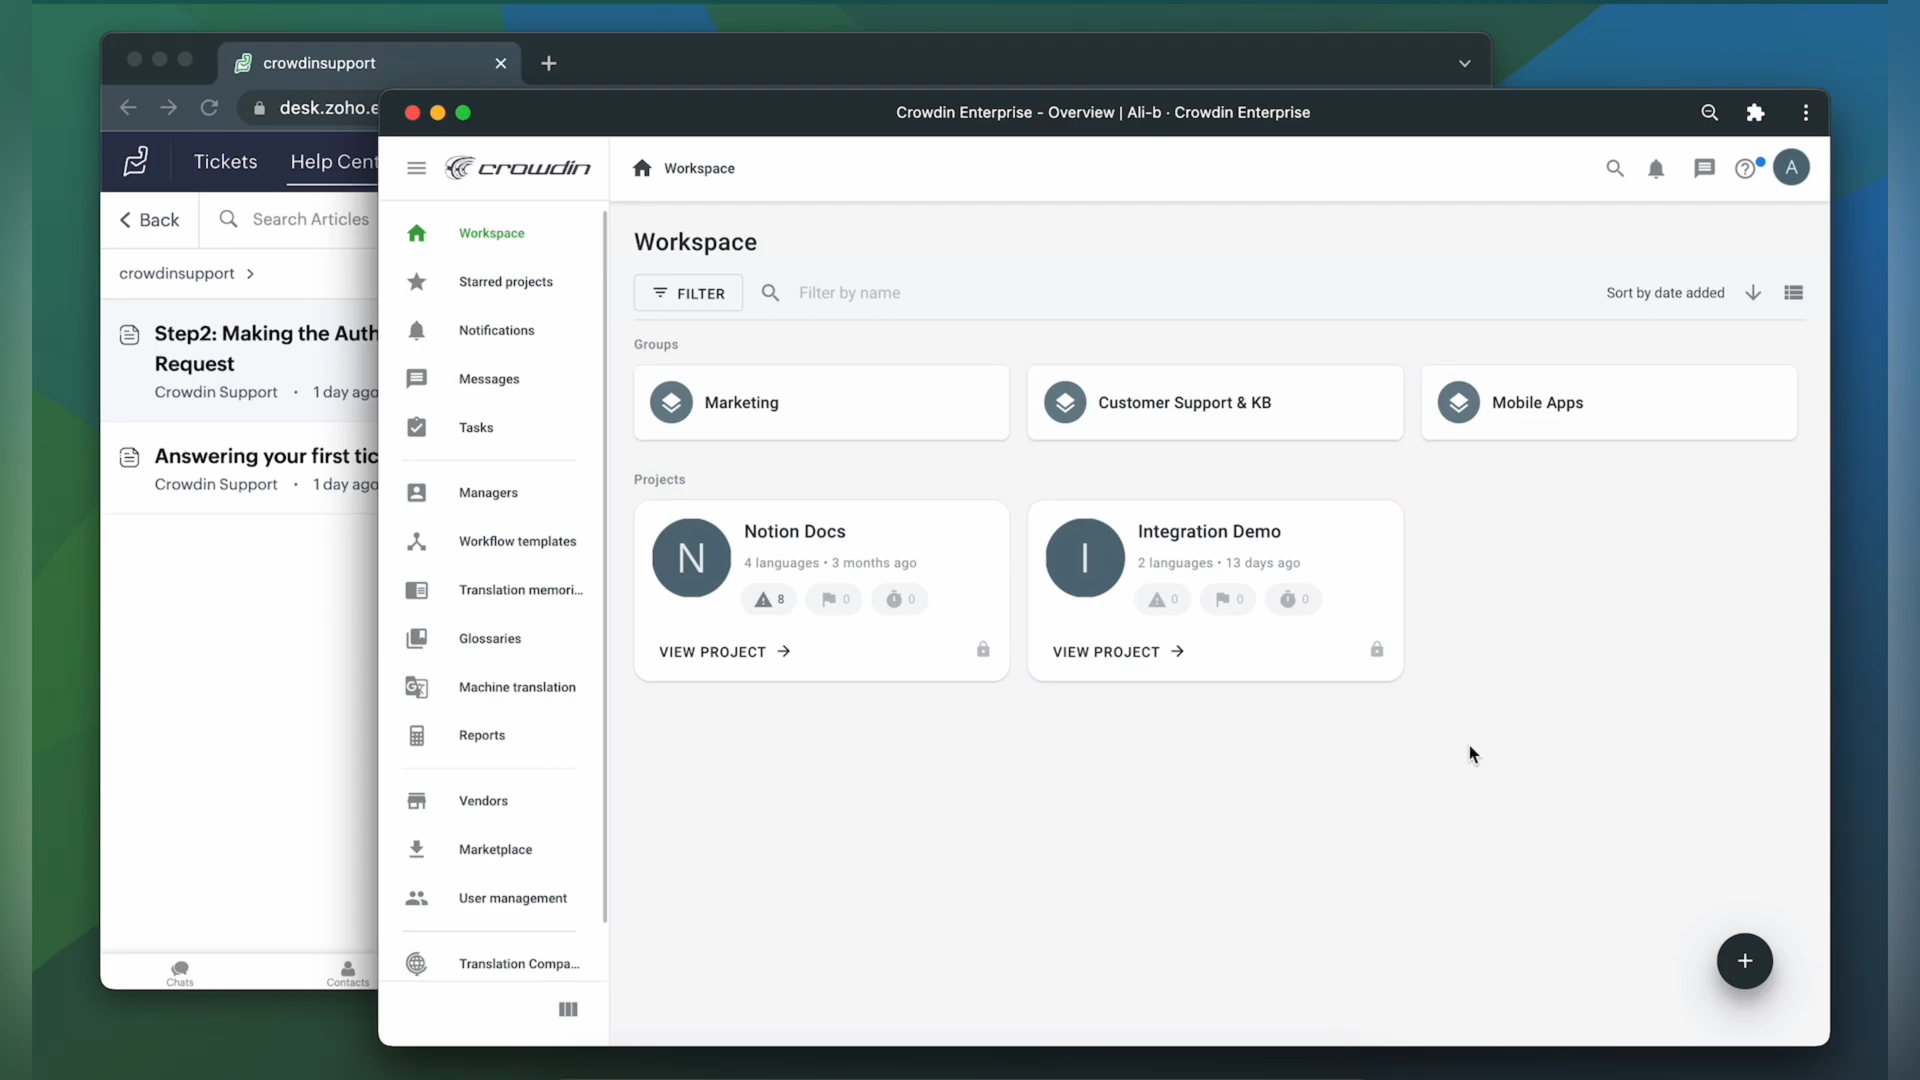 crowdinsupport
desk.zoho.e
Tickets
Help Cent
Back
Search Articles
crowdinsupport
Step2: Making the Auth
Request
Crowdin Support • 1 day ago
Answering your first tic
Crowdin Support • 1 day ago
Chats
Contacts
Crowdin Enterprise - Overview | Ali-b · Crowdin Enterprise
crowdin
Workspace
A
Workspace
Starred projects
Notifications
Messages
Tasks
Managers
Workflow templates
Translation memori...
Glossaries
Machine translation
Reports
Vendors
Marketplace
User management
Translation Compa...
Workspace
FILTER
Filter by name
Sort by date added
Groups
Marketing
Customer Support & KB
Mobile Apps
Projects
N
Notion Docs
4 languages • 3 months ago
8
0
0
VIEW PROJECT
I
Integration Demo
2 languages • 13 days ago
0
0
0
VIEW PROJECT